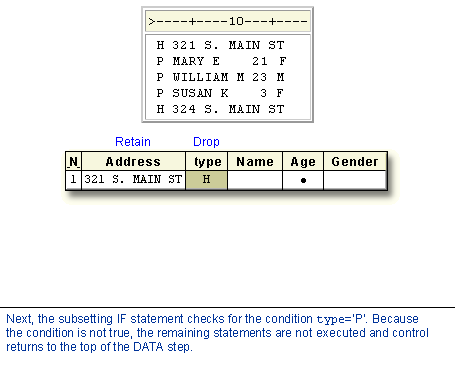 >----+----10---+----
H 321 S. MAIN ST
P MARY E    21 F
P WILLIAM M 23 M
P SUSAN K    3 F
H 324 S. MAIN ST
Retain Drop
_N_ Address type Name Age Gender
1 321 S. MAIN ST H •
Next, the subsetting IF statement checks for the condition type='P'. Because
the condition is not true, the remaining statements are not executed and control
returns to the top of the DATA step.